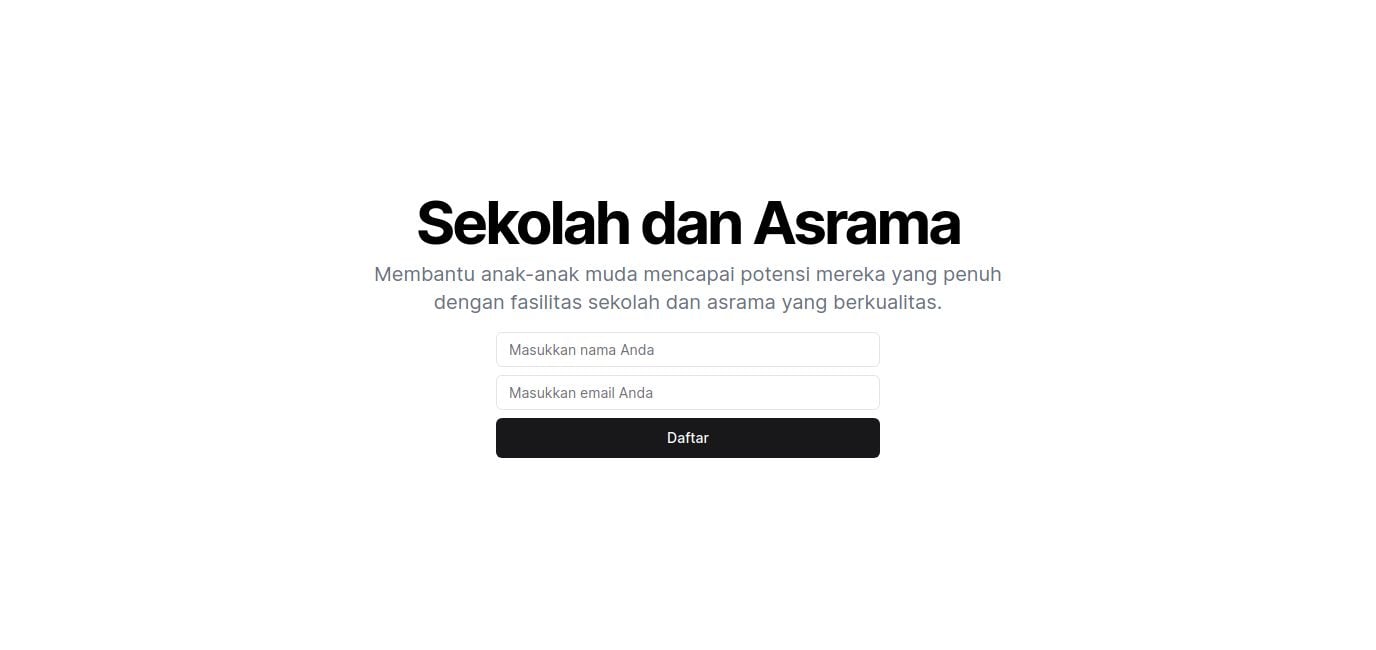 Sekolah dan Asrama
Membantu anak-anak muda mencapai potensi mereka yang penuh
dengan fasilitas sekolah dan asrama yang berkualitas.
Masukkan nama Anda
Masukkan email Anda
Daftar